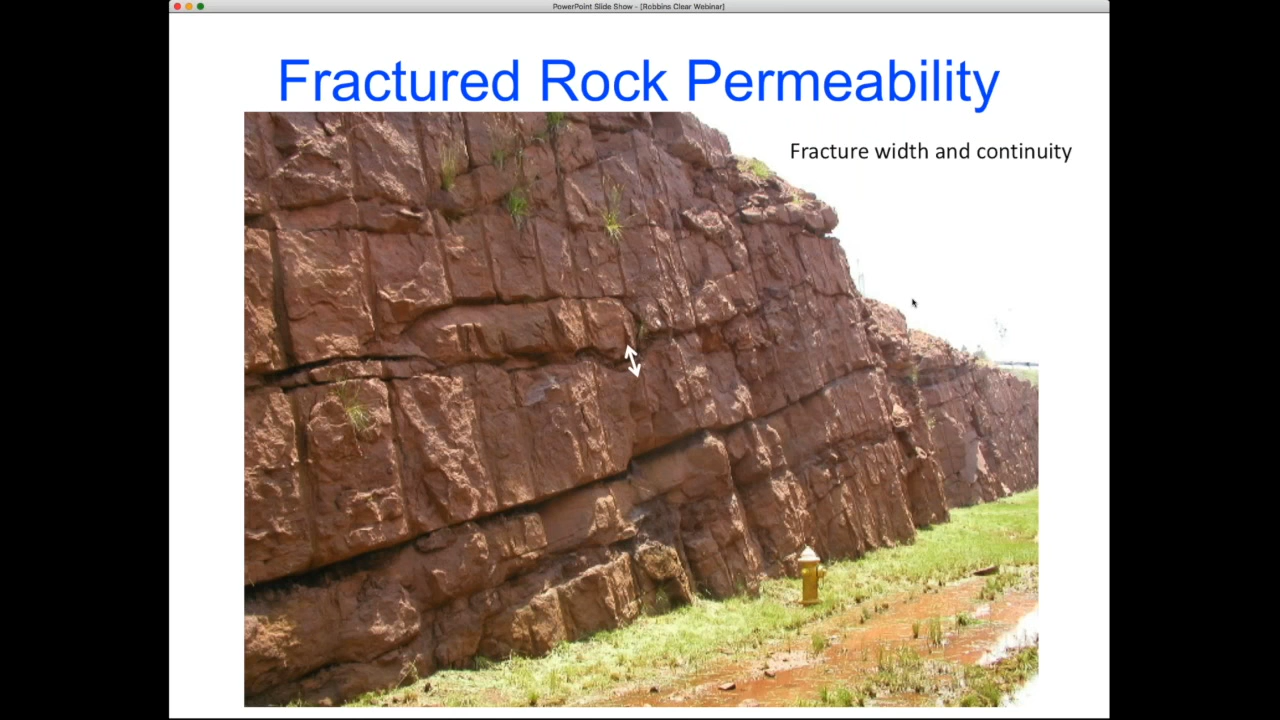 PowerPoint Slide Show - [Robbins Clear Webinar]
Fractured Rock Permeability
Fracture width and continuity